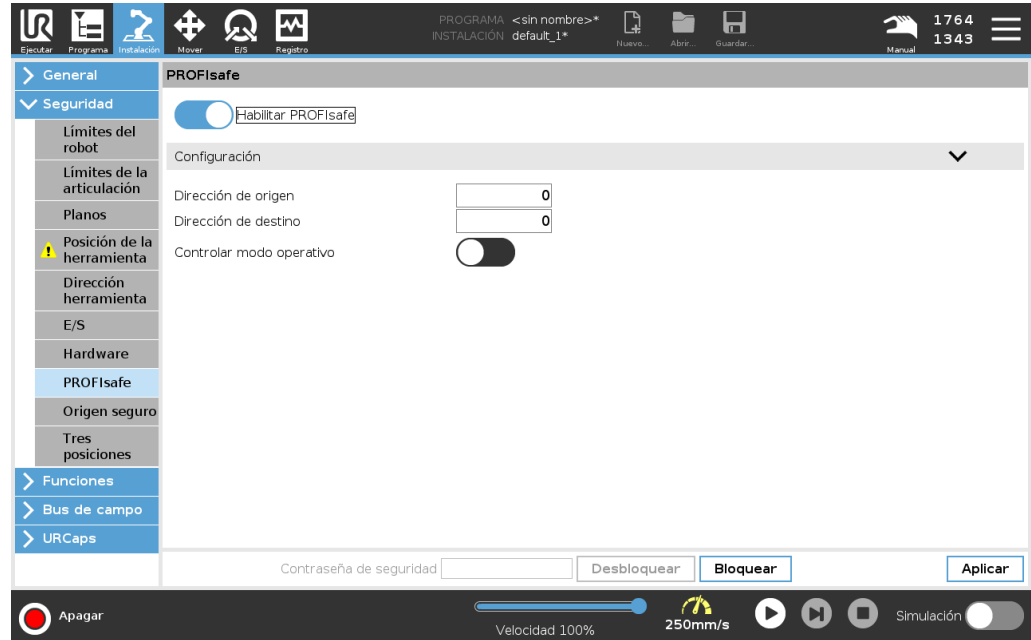 PROGRAMA <sin nombre>*
INSTALACIÓN default_1*
Ejecutar Programa Instalación Mover E/S Registro Nuevo... Abrir... Guardar... Manual
1764
1343
General
Seguridad
Límites del
robot
Límites de la
articulación
Planos
Posición de la
herramienta
Dirección
herramienta
E/S
Hardware
PROFIsafe
Origen seguro
Tres
posiciones
Funciones
Bus de campo
URCaps
PROFIsafe
Habilitar PROFIsafe
Configuración
Dirección de origen 0
Dirección de destino 0
Controlar modo operativo
Contraseña de seguridad Desbloquear Bloquear Aplicar
Apagar
Velocidad 100%
250mm/s
Simulación